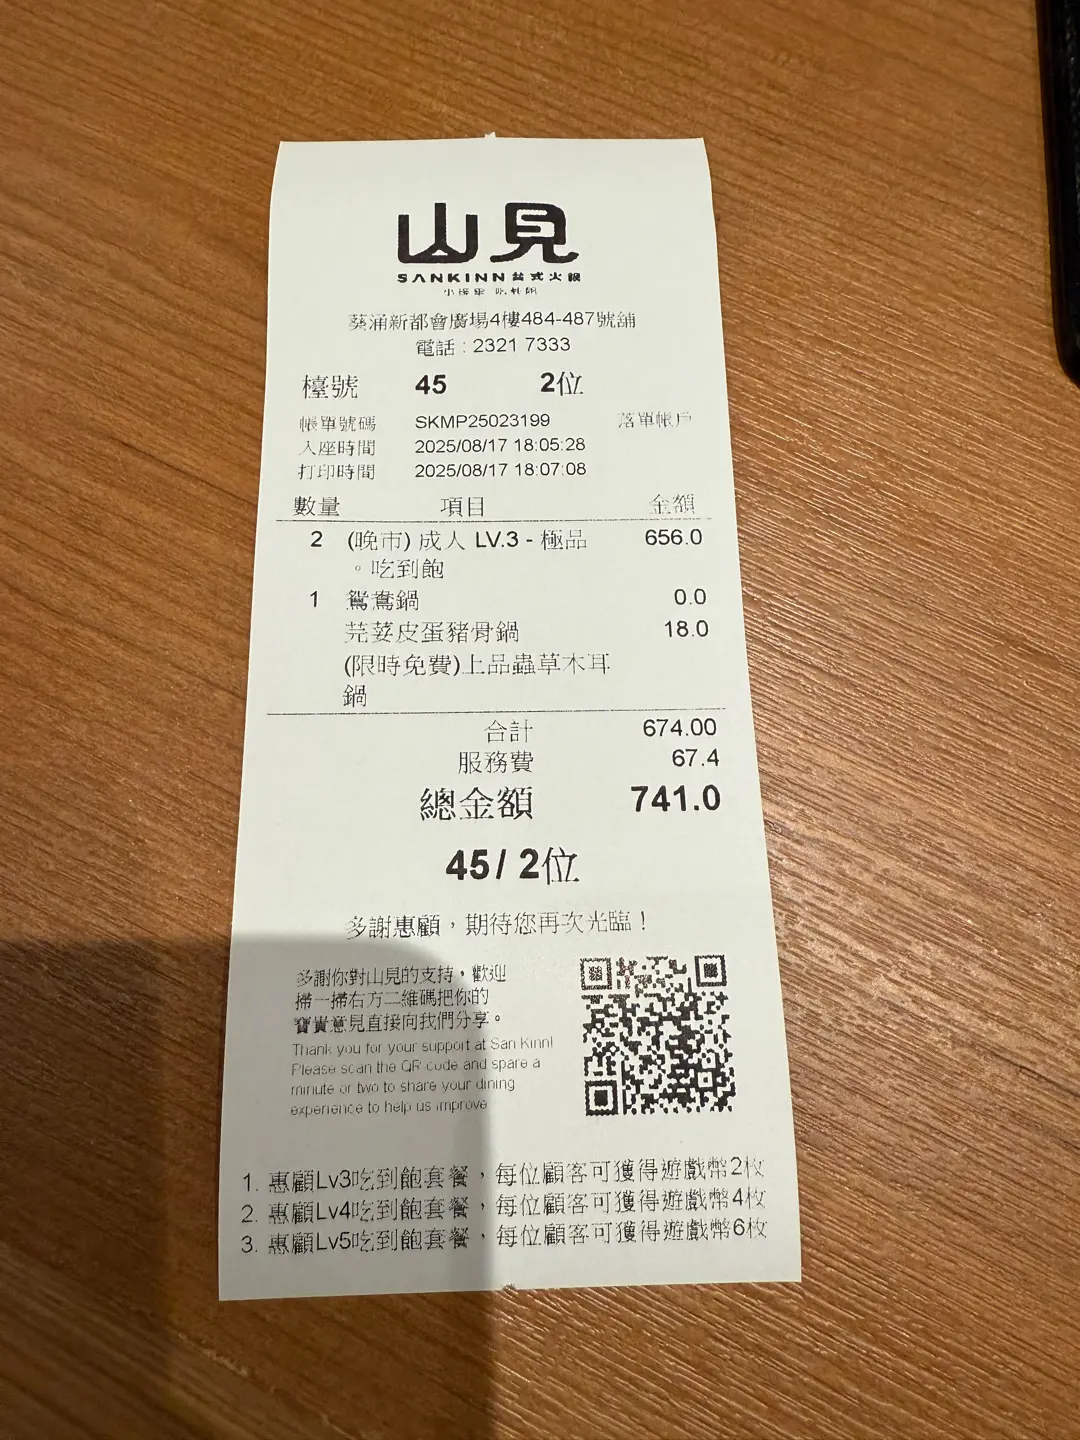 山見
SANKINN 台式火鍋
葵涌新都會廣場4樓484-487號舖
電話 : 2321 7333
檯號 45 2位
帳單號碼 SKMP25023199 落單帳戶
入座時間 2025/08/17 18:05:28
打印時間 2025/08/17 18:07:08
數量 項目 金額
2 (晚市) 成人 LV.3 - 極品 656.0
。吃到飽
1 鴛鴦鍋 0.0
芫荽皮蛋豬骨鍋 18.0
(限時免費)上品蟲草木耳
鍋
合計 674.00
服務費 67.4
總金額 741.0
45/ 2位
多謝惠顧，期待您再次光臨！
多謝你對山見的支持，歡迎
掃一掃右方二維碼把你的
寶貴意見直接向我們分享。
Thank you for your support at San Kinn!
Please scan the QR code and spare a
minute or two to share your dining
experience to help us improve
1. 惠顧Lv3吃到飽套餐，每位顧客可獲得遊戲幣2枚
2. 惠顧Lv4吃到飽套餐，每位顧客可獲得遊戲幣4枚
3. 惠顧Lv5吃到飽套餐，每位顧客可獲得遊戲幣6枚